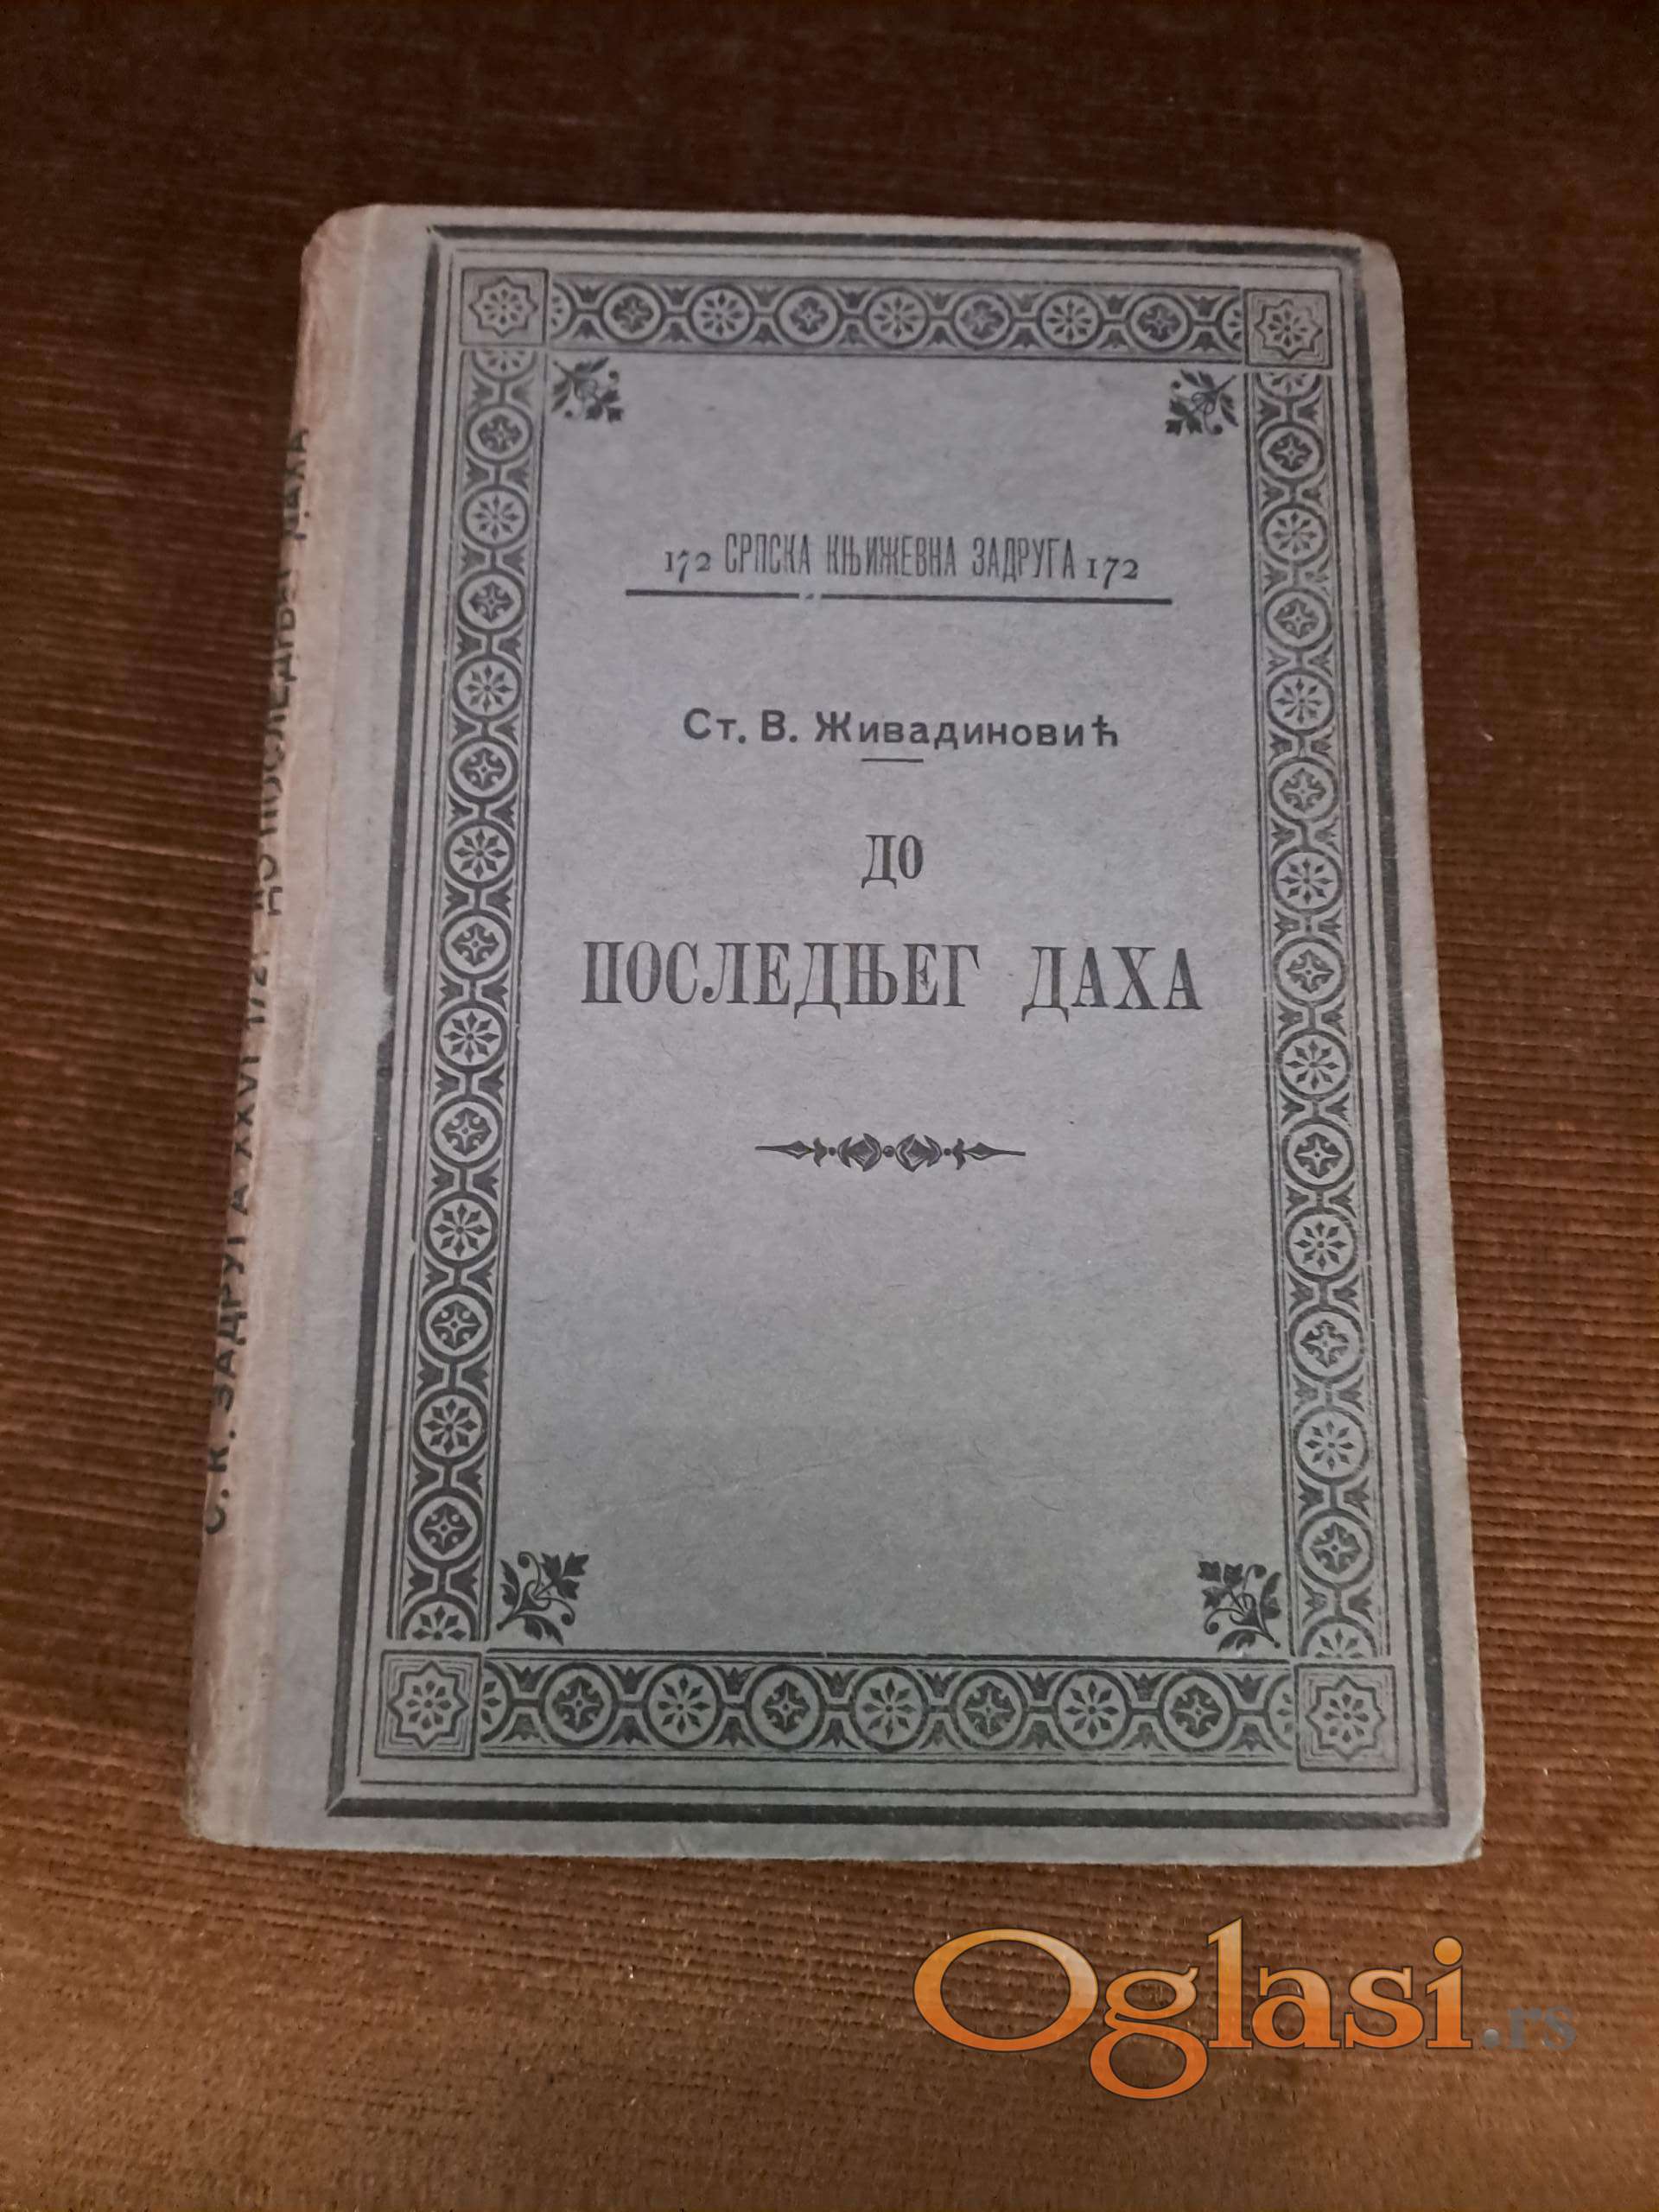 172 СРПСКА КЊИЖЕВНА ЗАДРУГА 172
Ст. В. Живадиновић
ДО
ПОСЛЕДЊЕГ ДАХА
С. К. ЗАДРУГА XXVI 172. ДО ПОСЛЕДЊЕГ ДАХА
Oglasi.rs